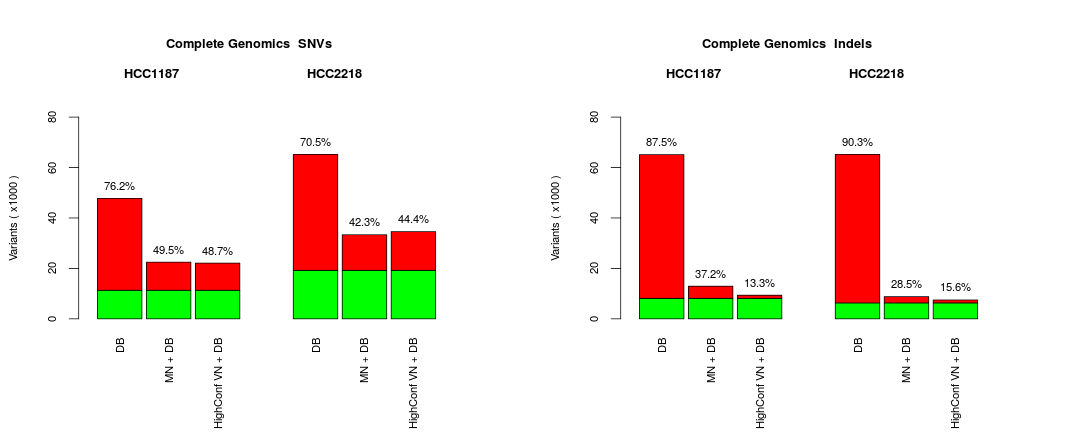 Complete Genomics  SNVs
HCC1187
HCC2218
Variants ( x1000 )
80
60
40
20
0
76.2%
49.5%
48.7%
70.5%
42.3%
44.4%
DB
MN + DB
HighConf VN + DB
DB
MN + DB
HighConf VN + DB
Complete Genomics  Indels
HCC1187
HCC2218
Variants ( x1000 )
80
60
40
20
0
87.5%
37.2%
13.3%
90.3%
28.5%
15.6%
DB
MN + DB
HighConf VN + DB
DB
MN + DB
HighConf VN + DB